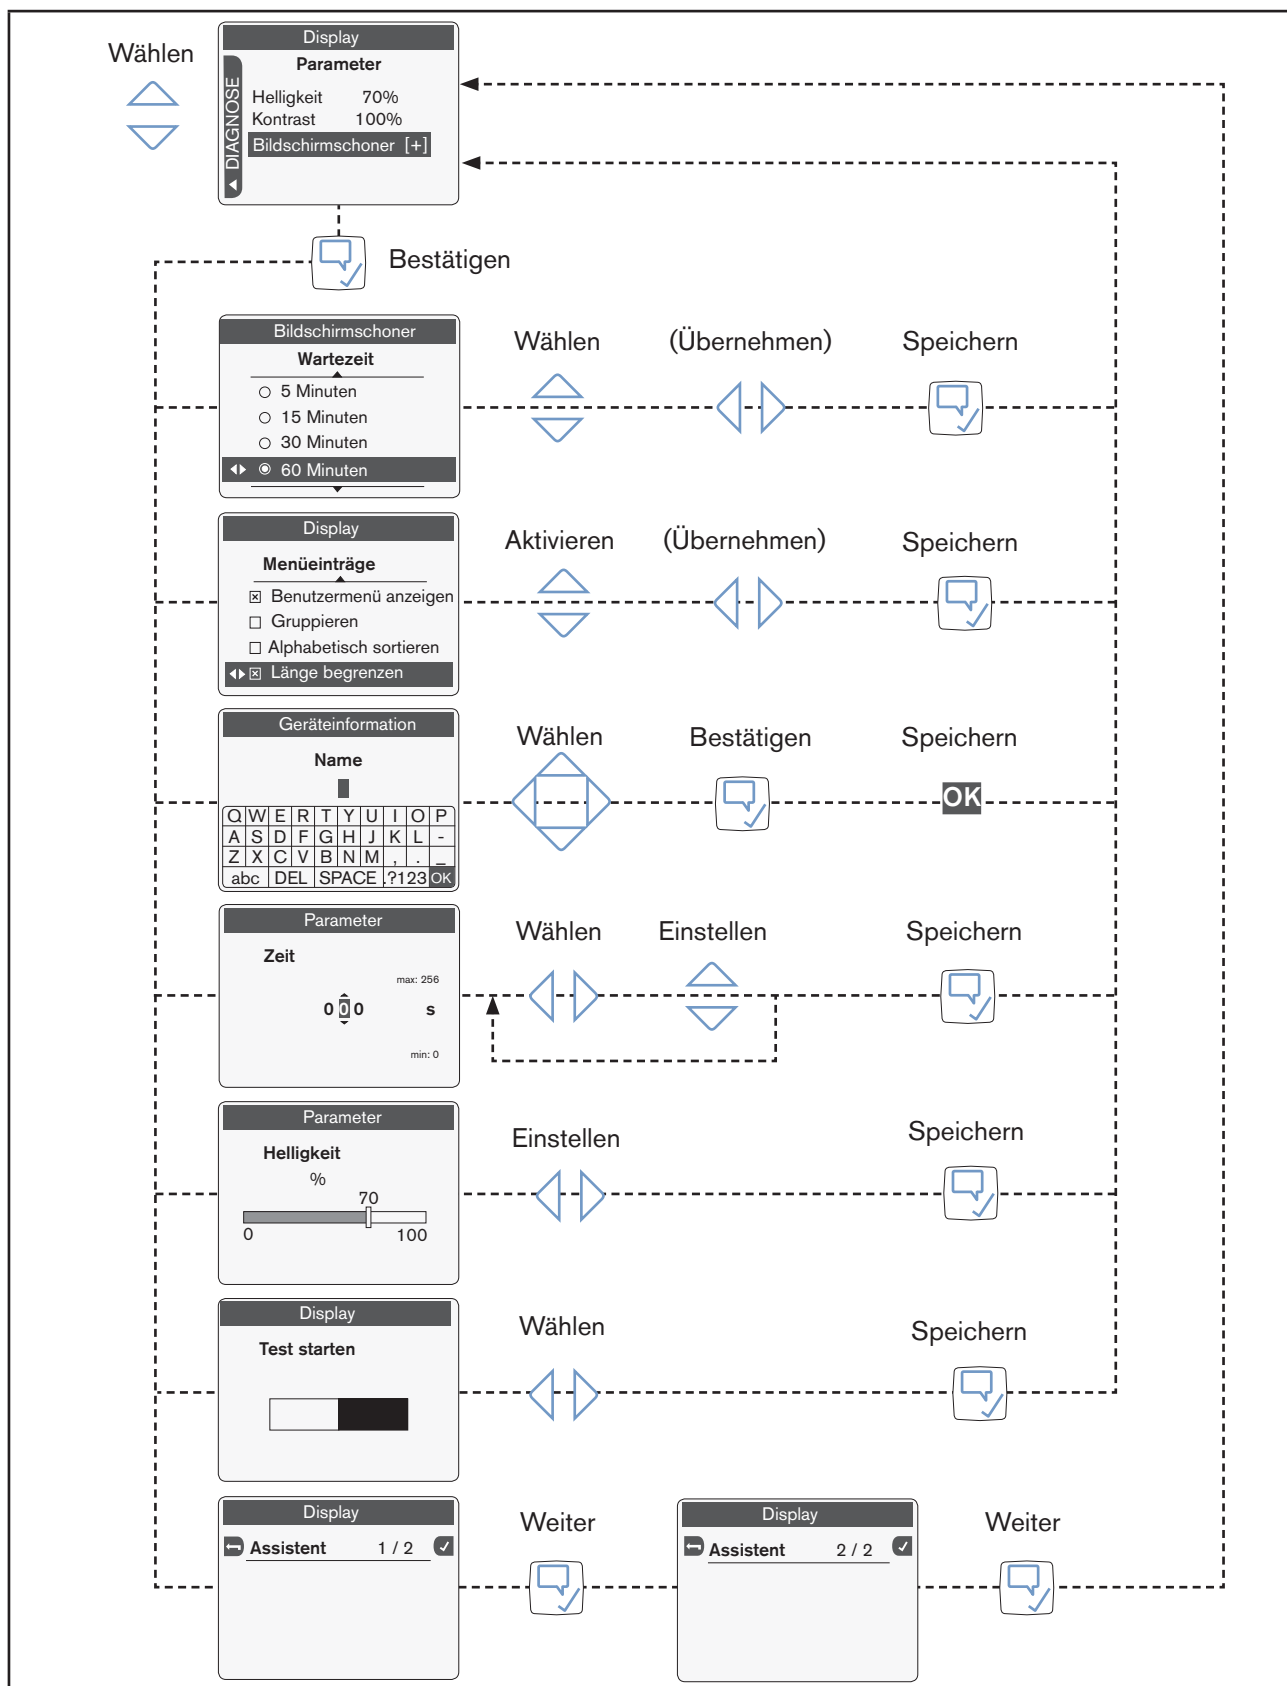 Wählen
Display
Parameter
DIAGNOSE
Helligkeit 70%
Kontrast 100%
Bildschirmschoner [+]
Bestätigen
Bildschirmschoner
Wartezeit
5 Minuten
15 Minuten
30 Minuten
60 Minuten
Wählen
(Übernehmen)
Speichern
Display
Menüeinträge
Benutzermenü anzeigen
Gruppieren
Alphabetisch sortieren
Länge begrenzen
Aktivieren
(Übernehmen)
Speichern
Geräteinformation
Name
Q W E R T Y U I O P
A S D F G H J K L -
Z X C V B N M , . _
abc DEL SPACE .?123 OK
Wählen
Bestätigen
Speichern
OK
Parameter
Zeit
max: 256
0 0 0 s
min: 0
Wählen
Einstellen
Speichern
Parameter
Helligkeit
%
70
0 100
Einstellen
Speichern
Display
Test starten
Wählen
Speichern
Display
Assistent 1 / 2
Weiter
Display
Assistent 2 / 2
Weiter